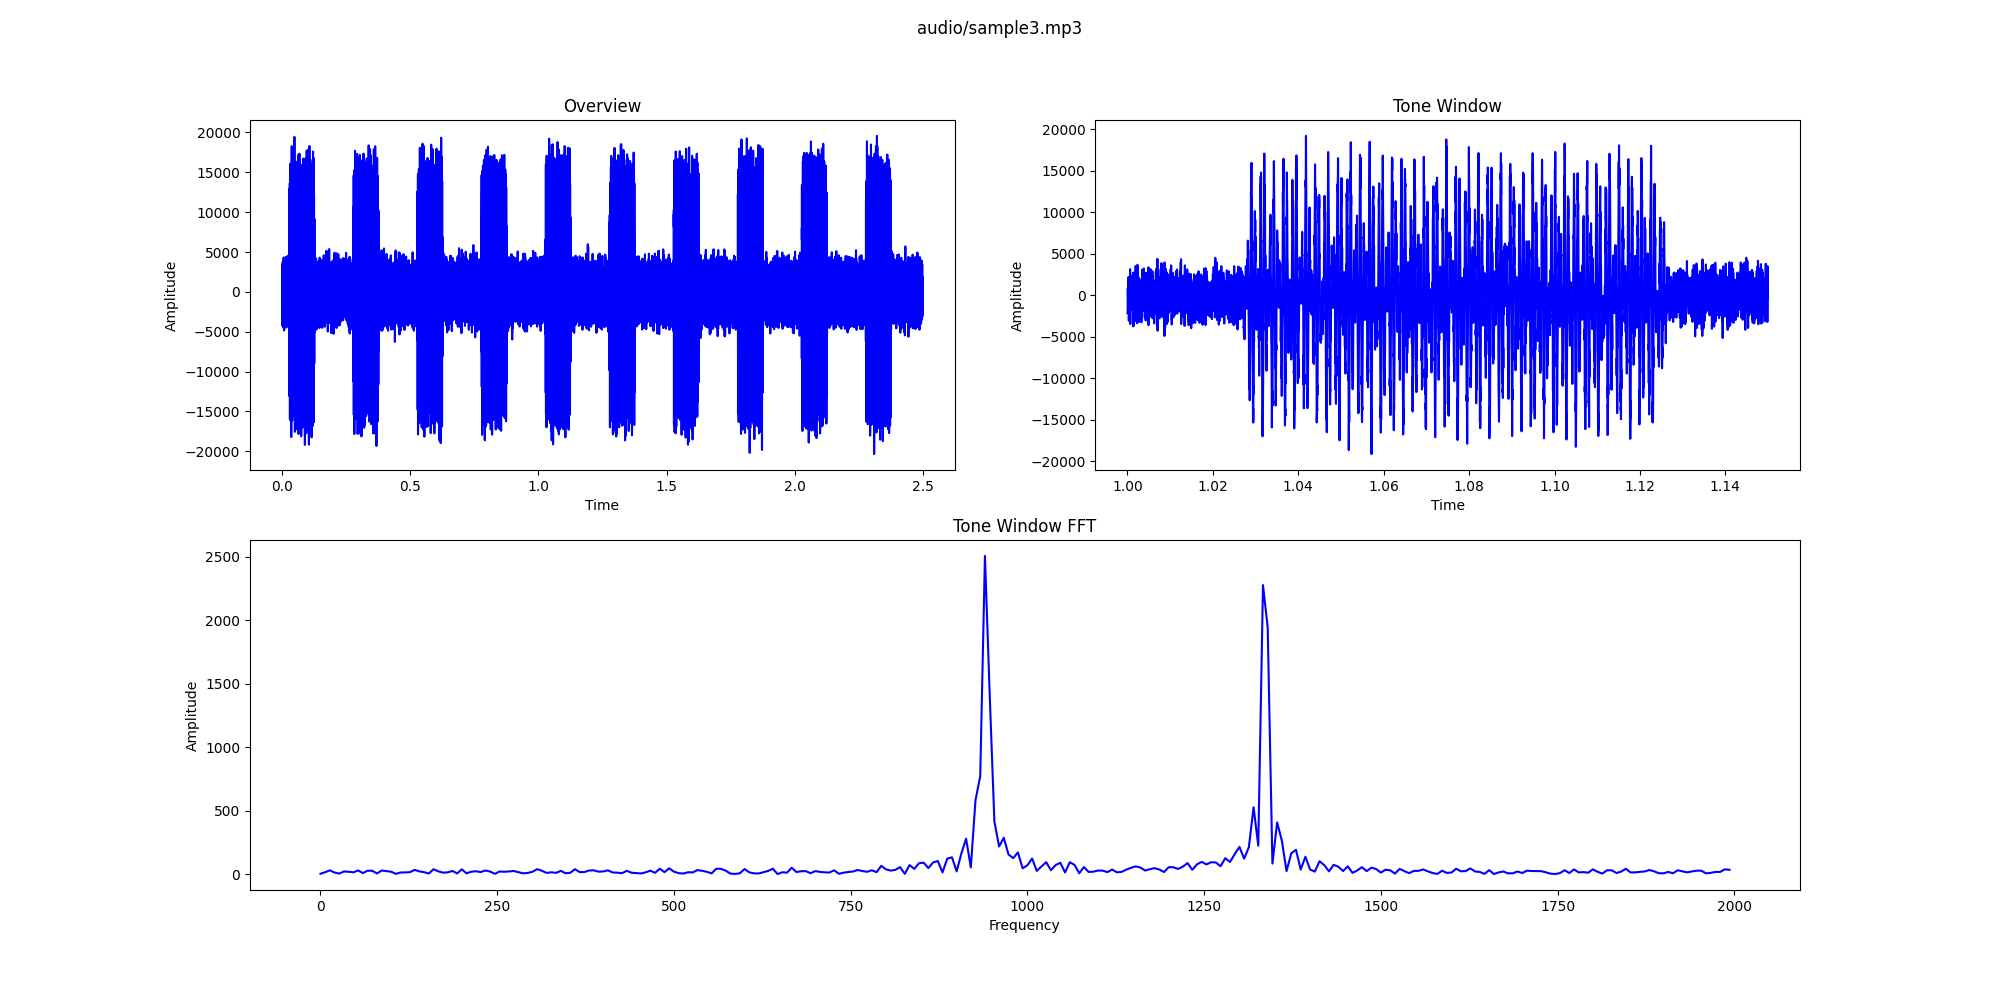 audio/sample3.mp3
Overview
20000
15000
10000
5000
0
−5000
−10000
−15000
−20000
Amplitude
0.0 0.5 1.0 1.5 2.0 2.5
Time
Tone Window
20000
15000
10000
5000
0
−5000
−10000
−15000
−20000
Amplitude
1.00 1.02 1.04 1.06 1.08 1.10 1.12 1.14
Time
Tone Window FFT
2500
2000
1500
1000
500
0
Amplitude
0 250 500 750 1000 1250 1500 1750 2000
Frequency